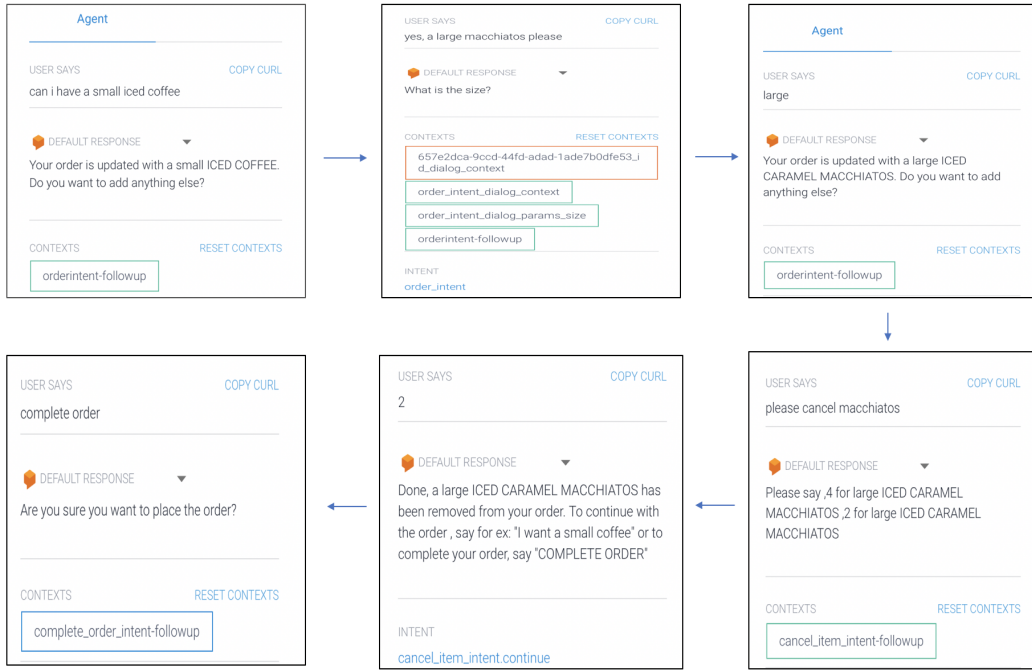 Agent
USER SAYS COPY CURL
can i have a small iced coffee
DEFAULT RESPONSE
Your order is updated with a small ICED COFFEE.
Do you want to add anything else?
CONTEXTS RESET CONTEXTS
orderintent-followup
USER SAYS COPY CURL
yes, a large macchiatos please
DEFAULT RESPONSE
What is the size?
CONTEXTS RESET CONTEXTS
657e2dca-9ccd-44fd-adad-1ade7b0dfe53_i
d_dialog_context
order_intent_dialog_context
order_intent_dialog_params_size
orderintent-followup
INTENT
order_intent
Agent
USER SAYS COPY CURL
large
DEFAULT RESPONSE
Your order is updated with a large ICED
CARAMEL MACCHIATOS. Do you want to add
anything else?
CONTEXTS RESET CONTEXTS
orderintent-followup
USER SAYS COPY CURL
please cancel macchiatos
DEFAULT RESPONSE
Please say ,4 for large ICED CARAMEL
MACCHIATOS ,2 for large ICED CARAMEL
MACCHIATOS
CONTEXTS RESET CONTEXTS
cancel_item_intent-followup
USER SAYS COPY CURL
2
DEFAULT RESPONSE
Done, a large ICED CARAMEL MACCHIATOS has
been removed from your order. To continue with
the order , say for ex: "I want a small coffee" or to
complete your order, say "COMPLETE ORDER"
INTENT
cancel_item_intent.continue
USER SAYS COPY CURL
complete order
DEFAULT RESPONSE
Are you sure you want to place the order?
CONTEXTS RESET CONTEXTS
complete_order_intent-followup